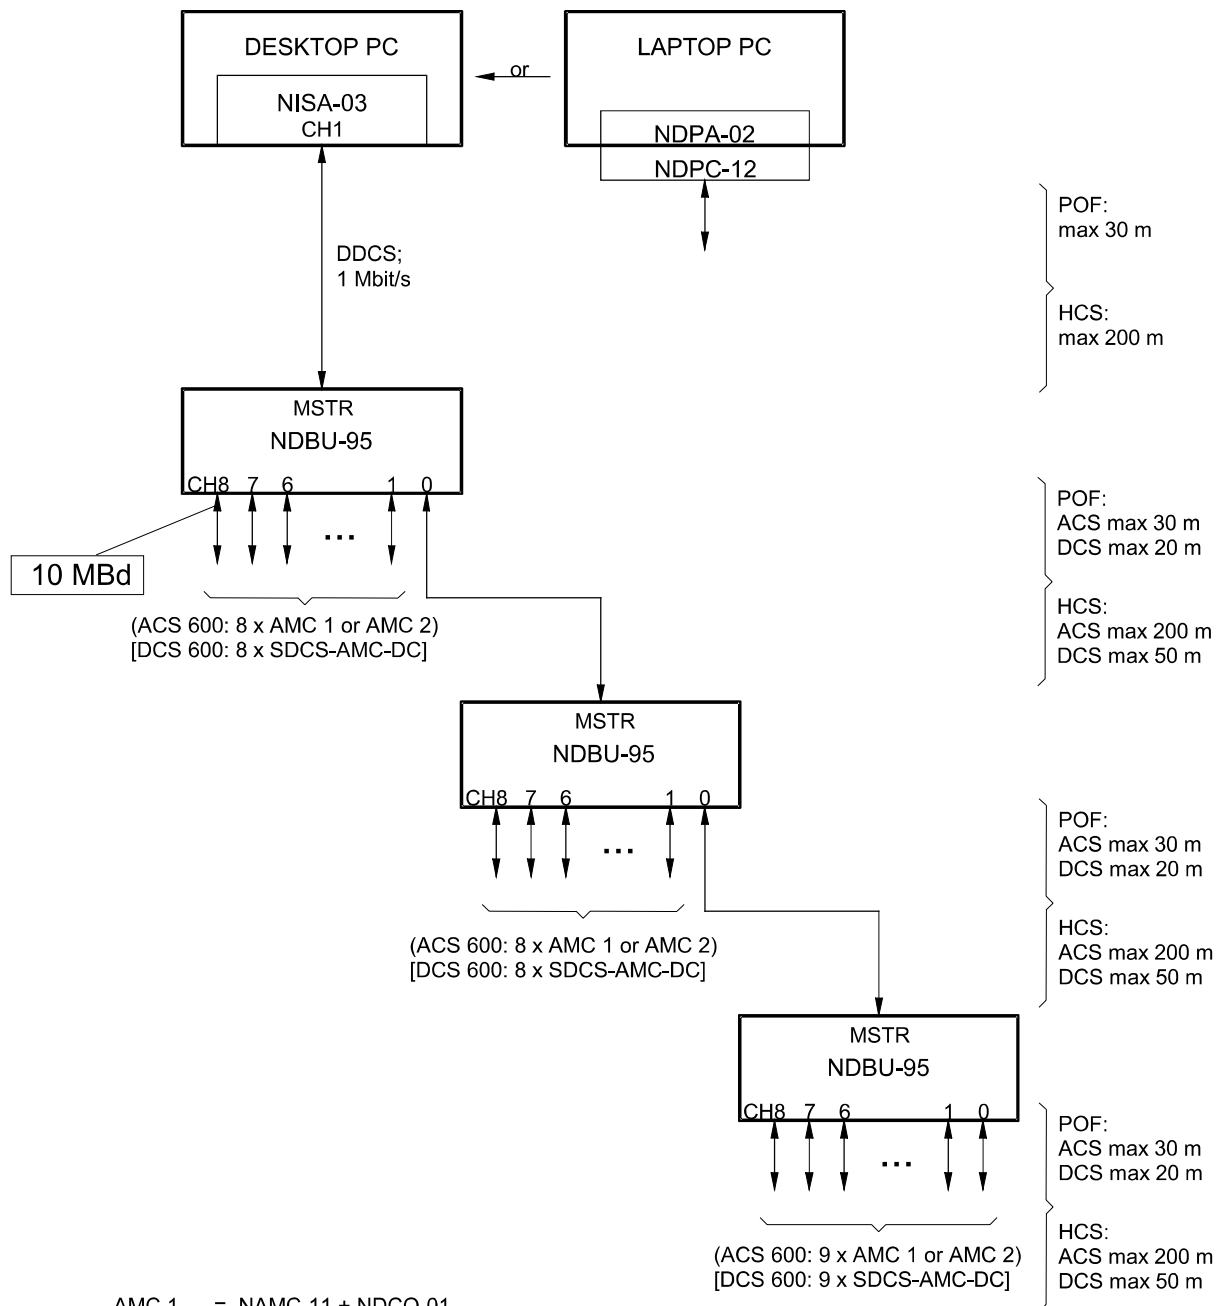 DESKTOP PC
NISA-03
CH1
or
LAPTOP PC
NDPA-02
NDPC-12
POF:
max 30 m
HCS:
max 200 m
DDCS;
1 Mbit/s
MSTR
NDBU-95
CH8 7 6 1 0
...
10 MBd
(ACS 600: 8 x AMC 1 or AMC 2)
[DCS 600: 8 x SDCS-AMC-DC]
POF:
ACS max 30 m
DCS max 20 m
HCS:
ACS max 200 m
DCS max 50 m
MSTR
NDBU-95
CH8 7 6 1 0
...
(ACS 600: 8 x AMC 1 or AMC 2)
[DCS 600: 8 x SDCS-AMC-DC]
POF:
ACS max 30 m
DCS max 20 m
HCS:
ACS max 200 m
DCS max 50 m
MSTR
NDBU-95
CH8 7 6 1 0
...
(ACS 600: 9 x AMC 1 or AMC 2)
[DCS 600: 9 x SDCS-AMC-DC]
POF:
ACS max 30 m
DCS max 20 m
HCS:
ACS max 200 m
DCS max 50 m
AMC 1 = NAMC-11 + NDCO-01